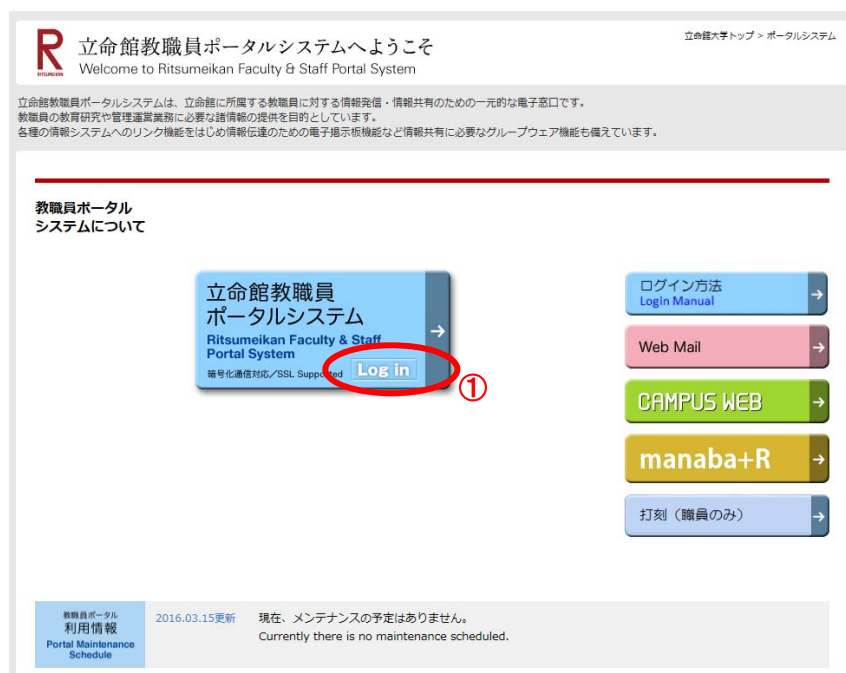 R
RITSUMEIKAN
立命館教職員ポータルシステムへようこそ
Welcome to Ritsumeikan Faculty & Staff Portal System
立命館大学トップ > ポータルシステム
立命館教職員ポータルシステムは、立命館に所属する教職員に対する情報発信・情報共有のための一元的な電子窓口です。
教職員の教育研究や管理運営業務に必要な諸情報の提供を目的としています。
各種の情報システムへのリンク機能をはじめ情報伝達のための電子掲示板機能など情報共有に必要なグループウェア機能も備えています。
教職員ポータル
システムについて
立命館教職員
ポータルシステム
Ritsumeikan Faculty & Staff
Portal System
暗号化通信対応／SSL Supported
Log in
①
ログイン方法
Login Manual
Web Mail
CAMPUS WEB
manaba+R
打刻（職員のみ）
教職員ポータル
利用情報
Portal Maintenance
Schedule
2016.03.15更新
現在、メンテナンスの予定はありません。
Currently there is no maintenance scheduled.